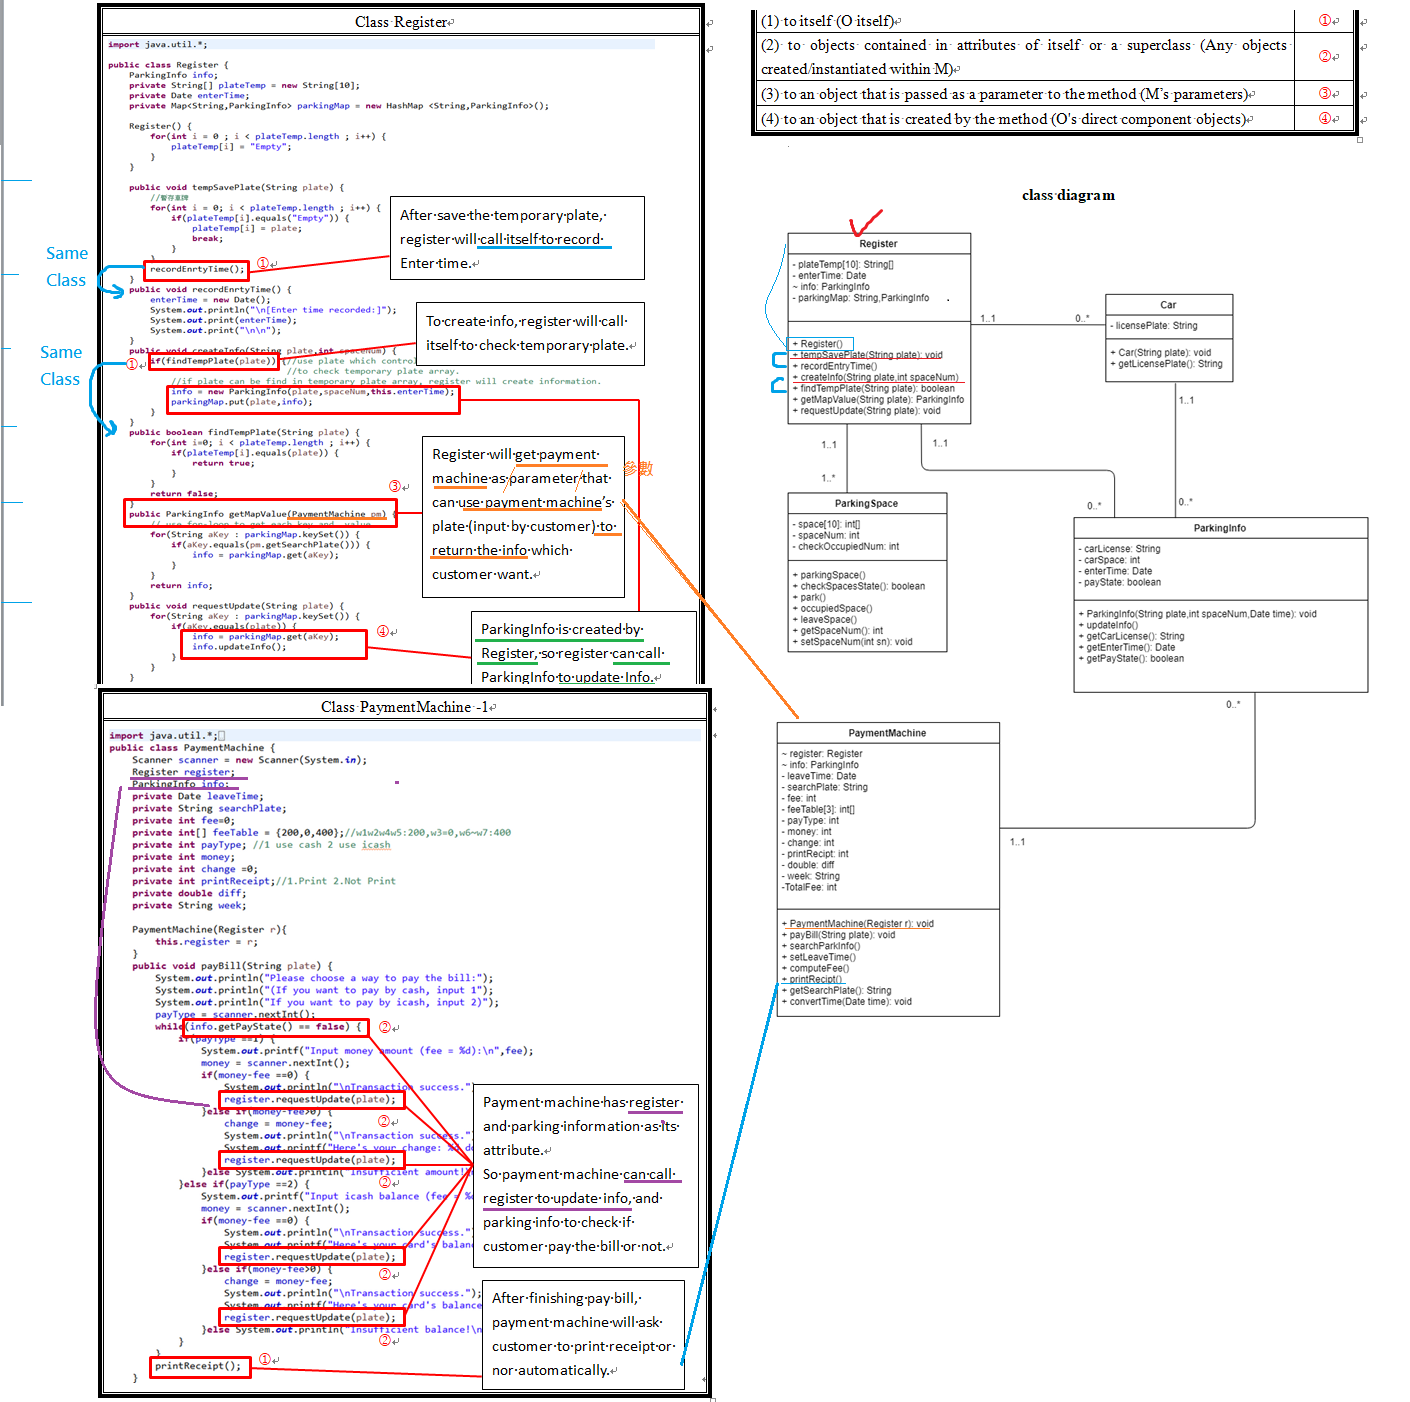 Class Register
import java.util.*;
public class Register {
ParkingInfo info;
private String[] plateTemp = new String[10];
private Date enterTime;
private Map<String,ParkingInfo> parkingMap = new HashMap <String,ParkingInfo>();
Register() {
for(int i = 0 ; i < plateTemp.length ; i++) {
plateTemp[i] = "Empty";
}
}
public void tempSavePlate(String plate) {
//暫存車牌
for(int i = 0; i < plateTemp.length ; i++) {
if(plateTemp[i].equals("Empty")) {
plateTemp[i] = plate;
break;
}
}
recordEnrtyTime();
①
}
public void recordEnrtyTime() {
enterTime = new Date();
System.out.println("\n[Enter time recorded:]");
System.out.print(enterTime);
System.out.print("\n\n");
}
public void createInfo(String plate,int spaceNum) {
① if(findTempPlate(plate)) {//use plate which control
//to check temporary plate array.
//if plate can be find in temporary plate array, register will create information.
info = new ParkingInfo(plate,spaceNum,this.enterTime);
parkingMap.put(plate,info);
}
}
public boolean findTempPlate(String plate) {
for(int i=0; i < plateTemp.length ; i++) {
if(plateTemp[i].equals(plate)) {
return true;
}
}
return false;
}
③
public ParkingInfo getMapValue(PaymentMachine pm) {
// use for-loop to get each key and value
for(String aKey : parkingMap.keySet()) {
if(aKey.equals(pm.getSearchPlate())) {
info = parkingMap.get(aKey);
}
}
return info;
}
public void requestUpdate(String plate) {
for(String aKey : parkingMap.keySet()) {
if(aKey.equals(plate)) {
info = parkingMap.get(aKey);
info.updateInfo();
④
}
}
}
Same
Class
Same
Class
After save the temporary plate,
register will call itself to record
Enter time.
To create info, register will call
itself to check temporary plate.
Register will get payment
machine as parameter that
can use payment machine's
plate (input by customer) to
return the info which
customer want.
參數
ParkingInfo is created by
Register, so register can call
ParkingInfo to update Info.
Class PaymentMachine -1
import java.util.*;
public class PaymentMachine {
Scanner scanner = new Scanner(System.in);
Register register;
ParkingInfo info;
private Date leaveTime;
private String searchPlate;
private int fee=0;
private int[] feeTable = {200,0,400};//w1w2w4w5:200,w3=0,w6~w7:400
private int payType; //1 use cash 2 use icash
private int money;
private int change =0;
private int printReceipt;//1.Print 2.Not Print
private double diff;
private String week;
PaymentMachine(Register r){
this.register = r;
}
public void payBill(String plate) {
System.out.println("Please choose a way to pay the bill:");
System.out.println("(If you want to pay by cash, input 1");
System.out.println("If you want to pay by icash, input 2)");
payType = scanner.nextInt();
while(info.getPayState() == false) {
②
if(payType ==1) {
System.out.printf("Input money amount (fee = %d):\n",fee);
money = scanner.nextInt();
if(money-fee ==0) {
System.out.println("\nTransaction success."
register.requestUpdate(plate);
②
}else if(money-fee>0) {
change = money-fee;
System.out.println("\nTransaction success.")
System.out.printf("Here's your change: %d do
register.requestUpdate(plate);
②
}else System.out.println("Insufficient amount!
}else if(payType ==2) {
System.out.printf("Input icash balance (fee = %d
money = scanner.nextInt();
if(money-fee ==0) {
System.out.println("\nTransaction success.")
System.out.printf("Here's your card's balanc
register.requestUpdate(plate);
②
}else if(money-fee>0) {
change = money-fee;
System.out.println("\nTransaction success.");
System.out.printf("Here's your card's balance
register.requestUpdate(plate);
②
}else System.out.println("Insufficient balance!\n
}
}
printReceipt();
①
}
Payment machine has register
and parking information as its
attribute.
So payment machine can call
register to update info, and
parking info to check if
customer pay the bill or not.
After finishing pay bill,
payment machine will ask
customer to print receipt or
nor automatically.
(1) to itself (O itself) ①
(2) to objects contained in attributes of itself or a superclass (Any objects
created/instantiated within M) ②
(3) to an object that is passed as a parameter to the method (M's parameters) ③
(4) to an object that is created by the method (O's direct component objects) ④
class diagram
Register
- plateTemp[10]: String[]
- enterTime: Date
~ info: ParkingInfo
- parkingMap: String,ParkingInfo
+ Register()
+ tempSavePlate(String plate): void
+ recordEntryTime()
+ createInfo(String plate,int spaceNum)
+ findTempPlate(String plate): boolean
+ getMapValue(String plate): ParkingInfo
+ requestUpdate(String plate): void
1..1
0..*
Car
- licensePlate: String
+ Car(String plate): void
+ getLicensePlate(): String
1..1
0..*
1..1
1..*
1..1
0..*
ParkingSpace
- space[10]: int[]
- spaceNum: int
- checkOccupiedNum: int
+ parkingSpace()
+ checkSpacesState(): boolean
+ park()
+ occupiedSpace()
+ leaveSpace()
+ getSpaceNum(): int
+ setSpaceNum(int sn): void
ParkingInfo
- carLicense: String
- carSpace: int
- enterTime: Date
- payState: boolean
+ ParkingInfo(String plate,int spaceNum,Date time): void
+ updateInfo()
+ getCarLicense(): String
+ getEnterTime(): Date
+ getPayState(): boolean
0..*
1..1
PaymentMachine
~ register: Register
~ info: ParkingInfo
- leaveTime: Date
- searchPlate: String
- fee: int
- feeTable[3]: int[]
- payType: int
- money: int
- change: int
- printRecipt: int
- double: diff
- week: String
-TotalFee: int
+ PaymentMachine(Register r): void
+ payBill(String plate): void
+ searchParkInfo()
+ setLeaveTime()
+ computeFee()
+ printRecipt()
+ getSearchPlate(): String
+ convertTime(Date time): void